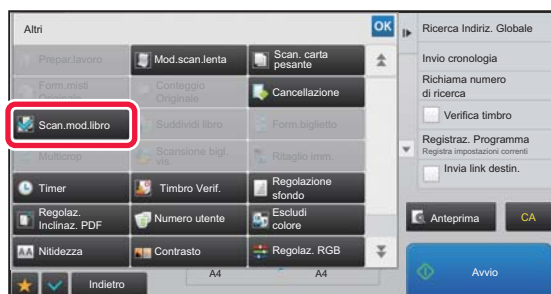 Altri
OK
Prepar.lavoro
Mod.scan.lenta
Scan. carta
pesante
Form.misti
Originale
Conteggio
Originale
Cancellazione
Scan.mod.libro
Suddividi libro
Form.biglietto
Multicrop
Scansione bigl.
vis.
Ritaglio imm.
Timer
Timbro Verif.
Regolazione
sfondo
Regolaz.
Inclinaz. PDF
Numero utente
Escludi
colore
AA Nitidezza
Contrasto
Regolaz. RGB
Indietro
A4
A4
Ricerca Indiriz. Globale
Invio cronologia
Richiama numero
di ricerca
Verifica timbro
Registraz. Programma
Registra impostazioni correnti
Invia link destin.
Anteprima
CA
Avvio